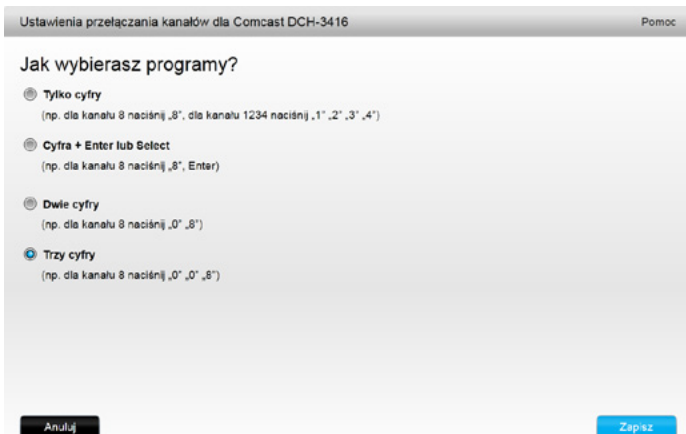 Ustawienia przełączania kanałów dla Comcast DCH-3416
Pomoc
Jak wybierasz programy?
Tylko cyfry
(np. dla kanału 8 naciśnij „8”, dla kanału 1234 naciśnij „1” „2” „3” „4”)
Cyfra + Enter lub Select
(np. dla kanału 8 naciśnij „8”, Enter)
Dwie cyfry
(np. dla kanału 8 naciśnij „0” „8”)
Trzy cyfry
(np. dla kanału 8 naciśnij „0” „0” „8”)
Anuluj
Zapisz